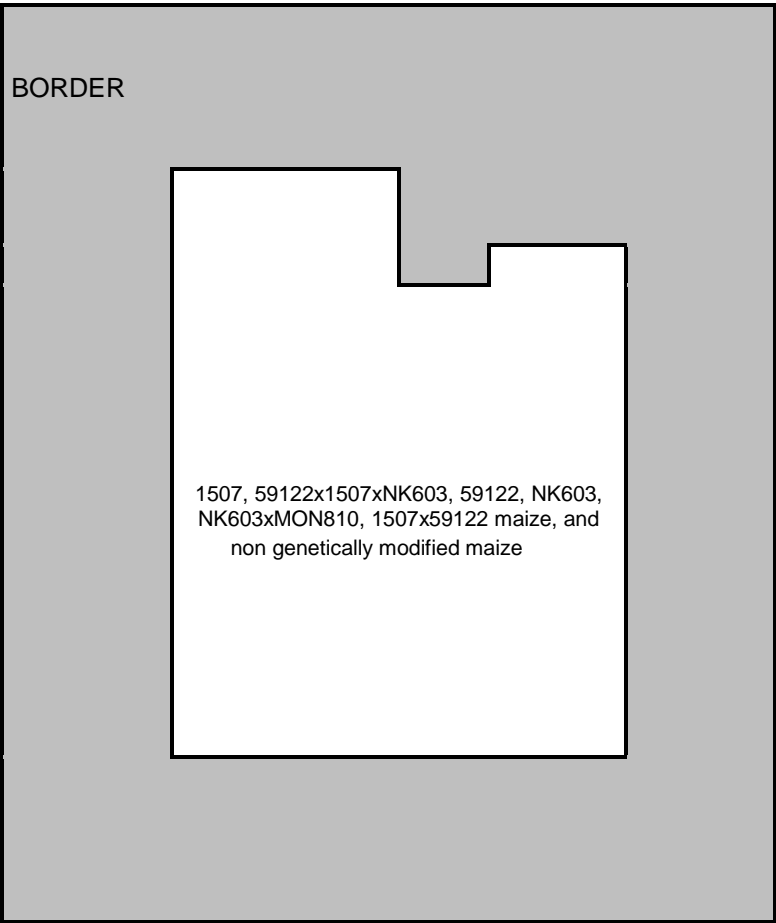 BORDER
1507, 59122x1507xNK603, 59122, NK603,
NK603xMON810, 1507x59122 maize, and
non genetically modified maize